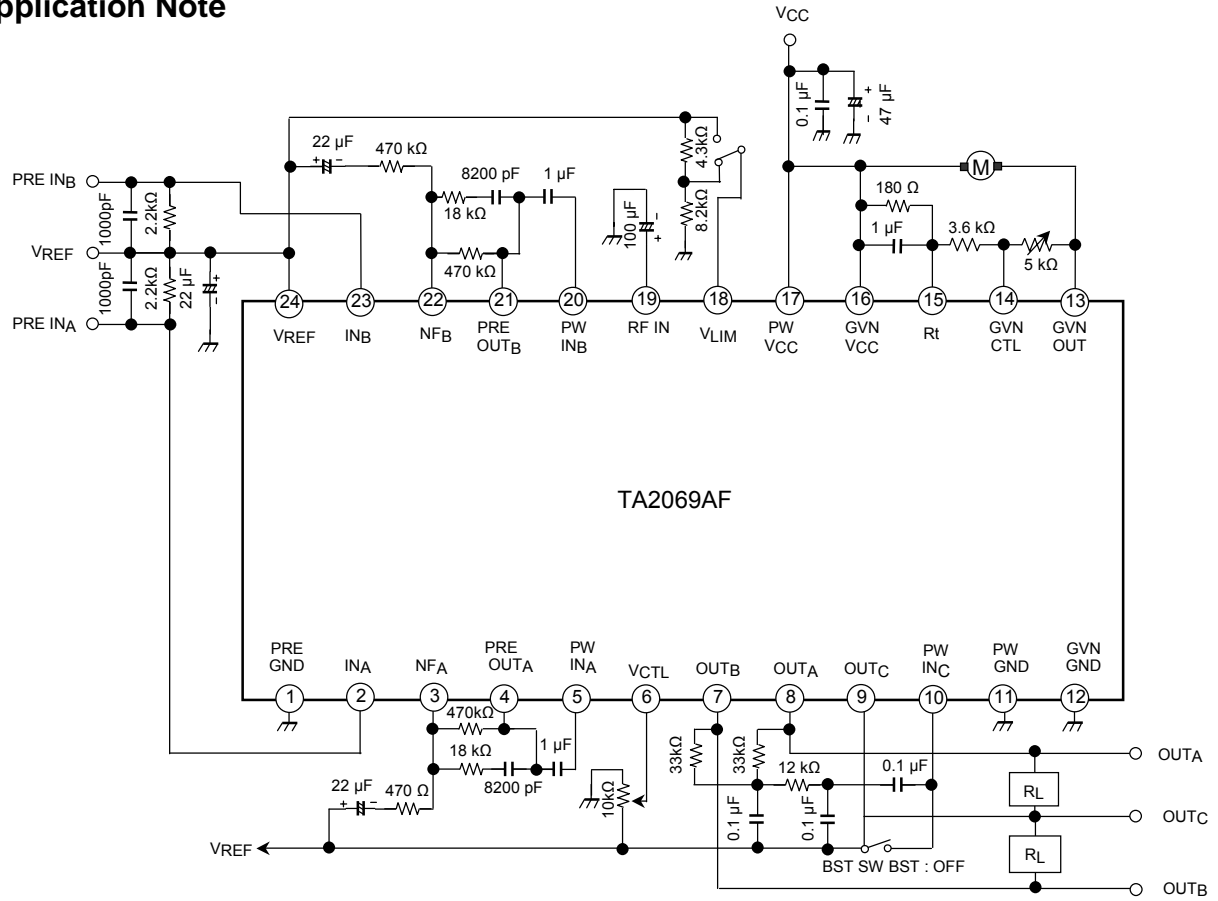 pplication Note
VCC
0.1 µF
+
−
47 µF
22 µF
+ −
470 kΩ
8200 pF
1 µF
18 kΩ
470 kΩ
4.3kΩ
8.2kΩ
100 µF
−
+
M
180 Ω
1 µF
3.6 kΩ
5 kΩ
PRE INB
1000pF
2.2kΩ
VREF
1000pF
2.2kΩ
22 µF
+
−
PRE INA
24
23
22
21
20
19
18
17
16
15
14
13
VREF
INB
NFB
PRE OUTB
PW INB
RF IN
VLIM
PW VCC
GVN VCC
Rt
GVN CTL
GVN OUT
TA2069AF
PRE GND
INA
NFA
PRE OUTA
PW INA
VCTL
OUTB
OUTA
OUTC
PW INC
PW GND
GVN GND
1
2
3
4
5
6
7
8
9
10
11
12
470kΩ
18 kΩ
8200 pF
1 µF
22 µF
+ −
470 Ω
10kΩ
33kΩ
33kΩ
12 kΩ
0.1 µF
0.1 µF
0.1 µF
VREF
BST SW BST : OFF
RL
RL
OUTA
OUTC
OUTB